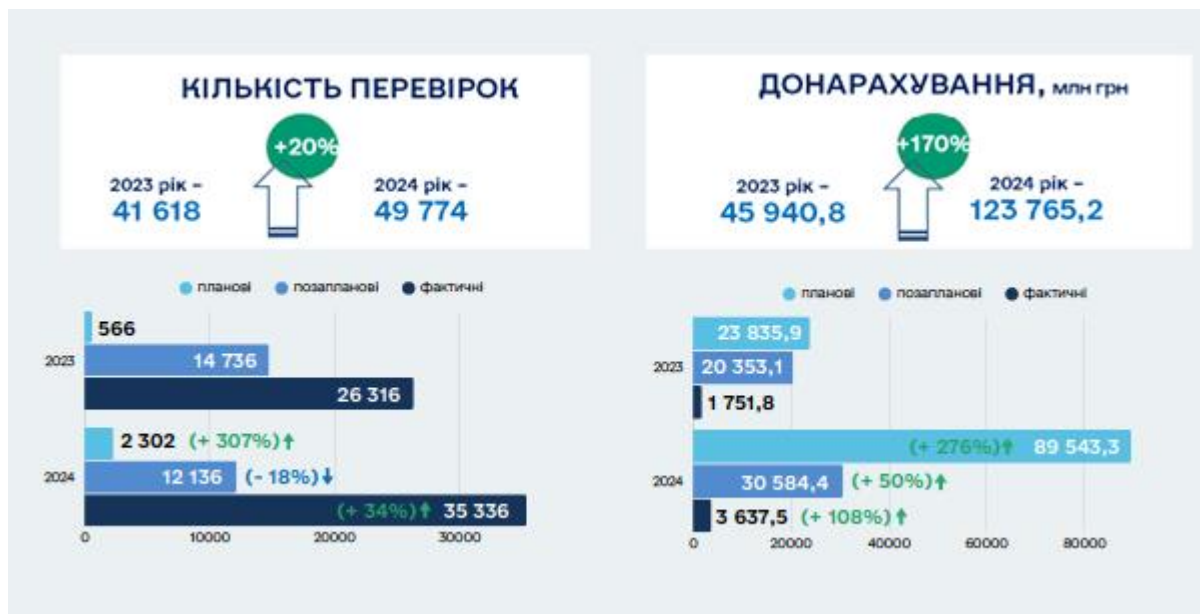 КІЛЬКІСТЬ ПЕРЕВІРОК
+20%
2023 рік –
41 618
2024 рік –
49 774
планові позапланові фактичні
2023
566
14 736
26 316
2024
2 302 (+ 307%)↑
12 136 (- 18%)↓
(+ 34%)↑ 35 336
0 10000 20000 30000
ДОНАРАХУВАННЯ, млн грн
+170%
2023 рік –
45 940,8
2024 рік –
123 765,2
планові позапланові фактичні
2023
23 835,9
20 353,1
1 751,8
2024
(+ 276%)↑ 89 543,3
30 584,4 (+ 50%)↑
3 637,5 (+ 108%)↑
0 20000 40000 60000 80000